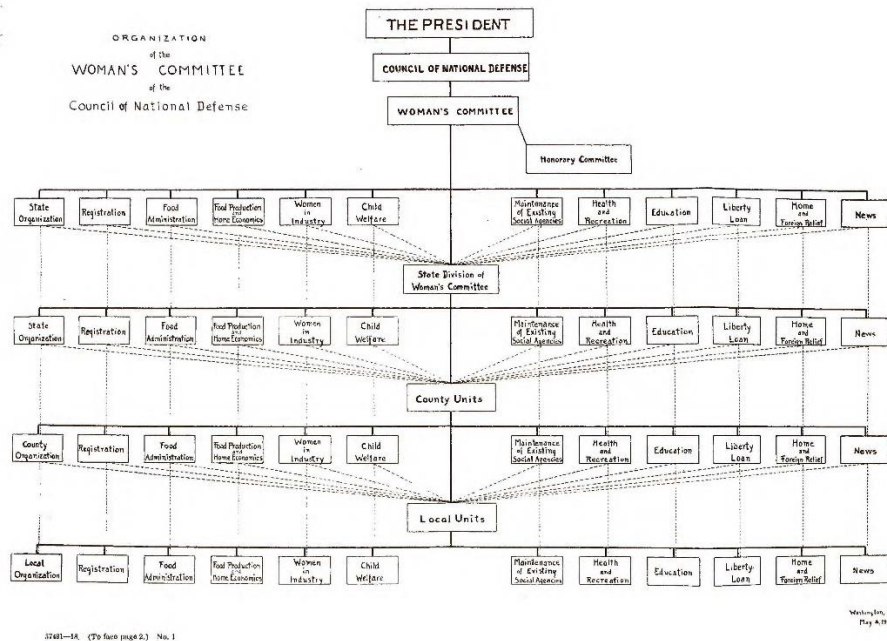 ORGANIZATION
of the
WOMAN'S COMMITTEE
of the
Council of National Defense
THE PRESIDENT
COUNCIL OF NATIONAL DEFENSE
WOMAN'S COMMITTEE
Honorary Committee
State
Organization
Registration
Food
Administration
Food Production
and
Home Economics
Women
in
Industry
Child
Welfare
Maintenance
of Existing
Social Agencies
Health
and
Recreation
Education
Liberty
Loan
Home
and
Foreign Relief
News
State Division of
Woman's Committee
State
Organization
Registration
Food
Administration
Food Production
and
Home Economics
Women
in
Industry
Child
Welfare
Maintenance
of Existing
Social Agencies
Health
and
Recreation
Education
Liberty
Loan
Home
and
Foreign Relief
News
County Units
County
Organization
Registration
Food
Administration
Food Production
and
Home Economics
Women
in
Industry
Child
Welfare
Maintenance
of Existing
Social Agencies
Health
and
Recreation
Education
Liberty
Loan
Home
and
Foreign Relief
News
Local Units
Local
Organization
Registration
Food
Administration
Food Production
and
Home Economics
Women
in
Industry
Child
Welfare
Maintenance
of Existing
Social Agencies
Health
and
Recreation
Education
Liberty
Loan
Home
and
Foreign Relief
News
Washington,
May 4, 
(To face page 2.) No. 1